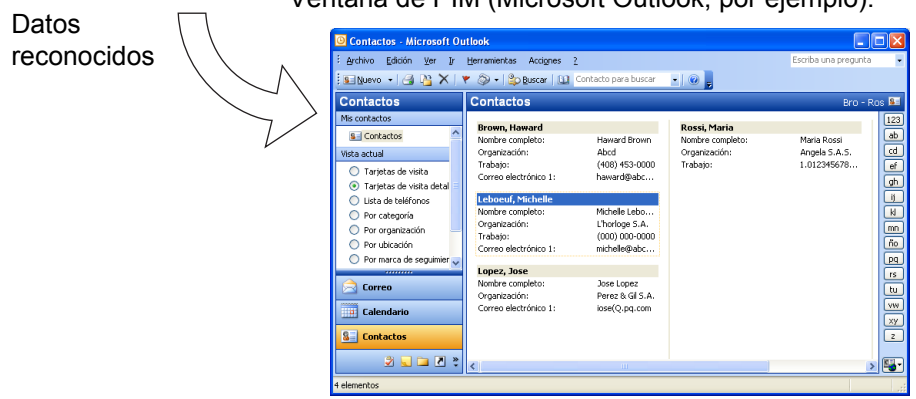 Ventana de PIM (Microsoft Outlook, por ejemplo).
Datos
reconocidos
Contactos - Microsoft Outlook
Archivo Edición Ver Ir Herramientas Acciones ? Escriba una pregunta
Nuevo Buscar Contacto para buscar
Contactos
Mis contactos
Contactos
Vista actual
Tarjetas de visita
Tarjetas de visita detal
Lista de teléfonos
Por categoría
Por organización
Por ubicación
Por marca de seguimier
Correo
Calendario
Contactos
Contactos Bro - Ros
Brown, Haward
Nombre completo: Haward Brown
Organización: Abcd
Trabajo: (408) 453-0000
Correo electrónico 1: haward@abc...
Leboeuf, Michelle
Nombre completo: Michelle Lebo...
Organización: L'horloge S.A.
Trabajo: (000) 000-0000
Correo electrónico 1: michelle@abc...
Lopez, Jose
Nombre completo: Jose Lopez
Organización: Perez & Gil S.A.
Correo electrónico 1: iose(Q.pq.com
Rossi, Maria
Nombre completo: Maria Rossi
Organización: Angela S.A.S.
Trabajo: 1.012345678...
123
ab
cd
ef
gh
ij
kl
mn
ño
pq
rs
tu
vw
xy
z
4 elementos